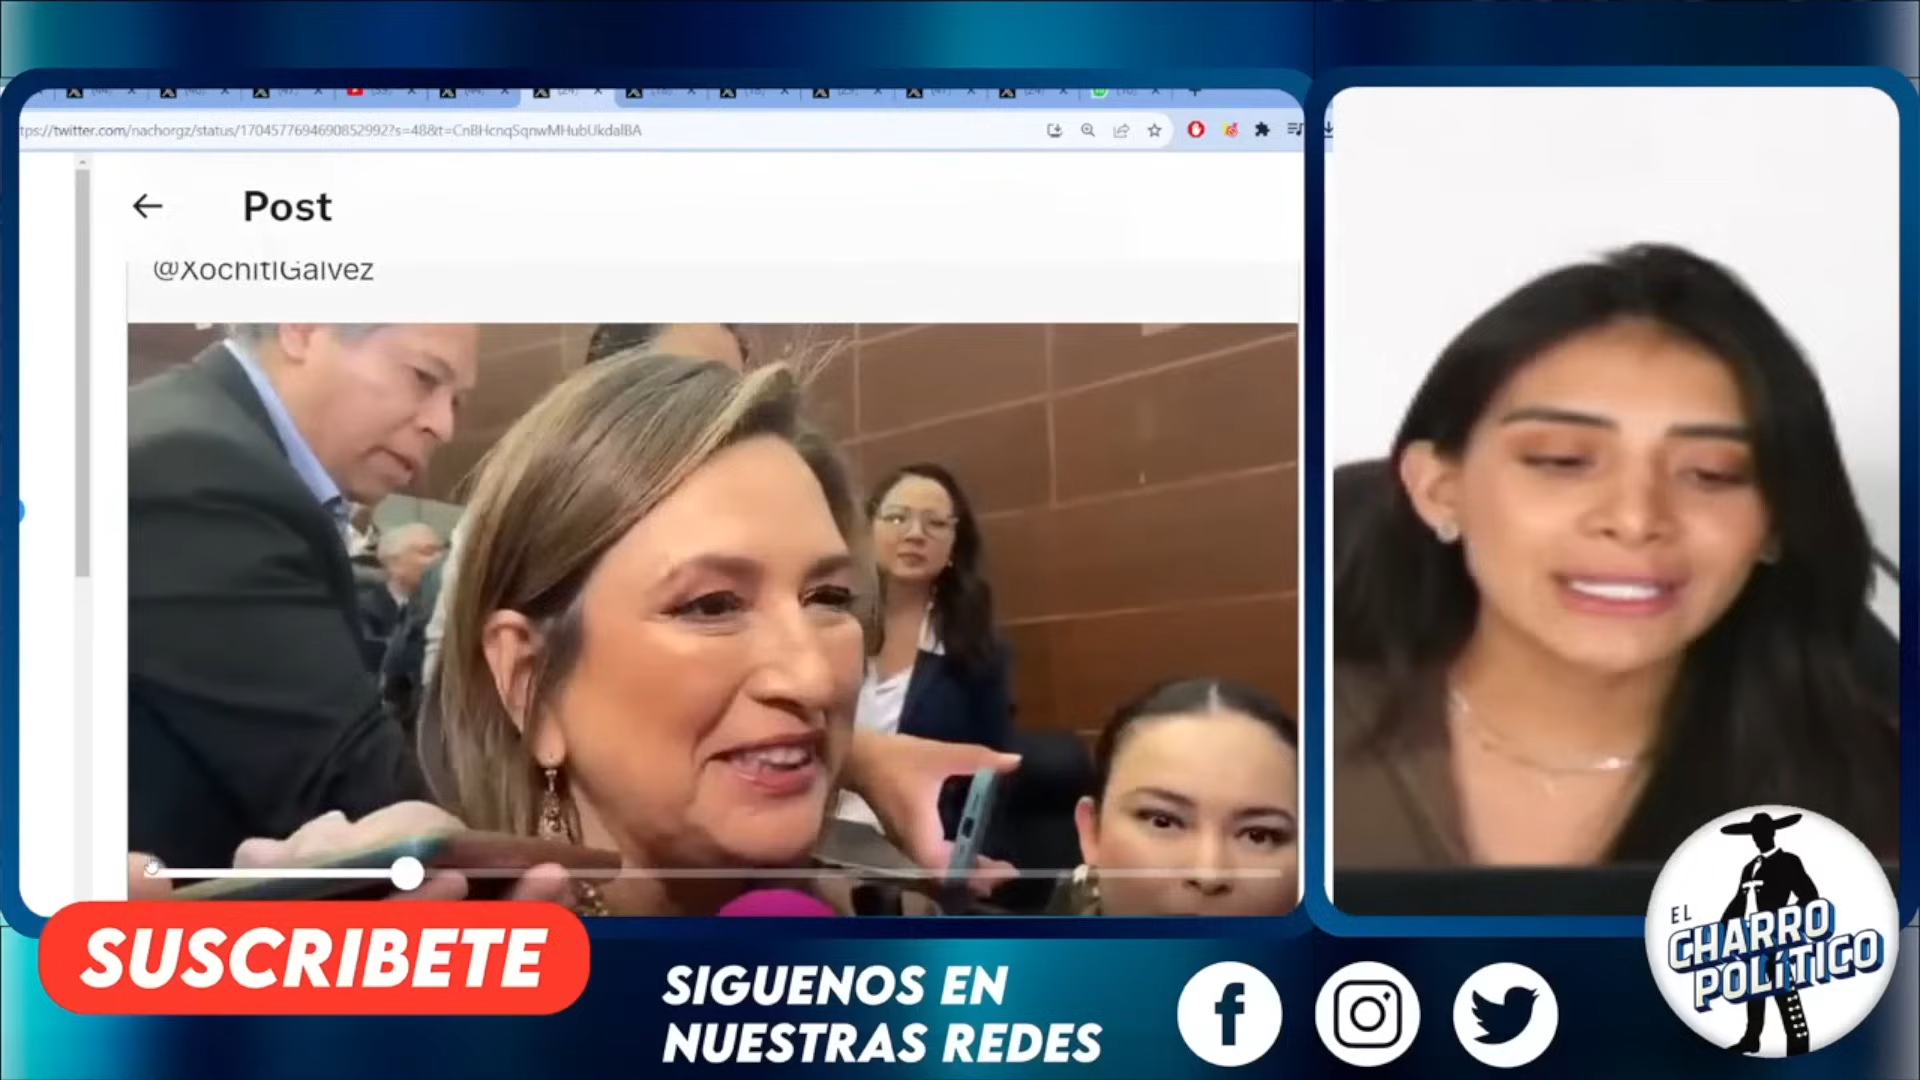 tps://twitter.com/nachorgz/status/1704577694690852992?s=48&t=CnBHcnqSqnwMHubUkdalBA
Post
@XochitlGalvez
SUSCRIBETE
SIGUENOS EN
NUESTRAS REDES
EL
CHARRO
POLÍTICO